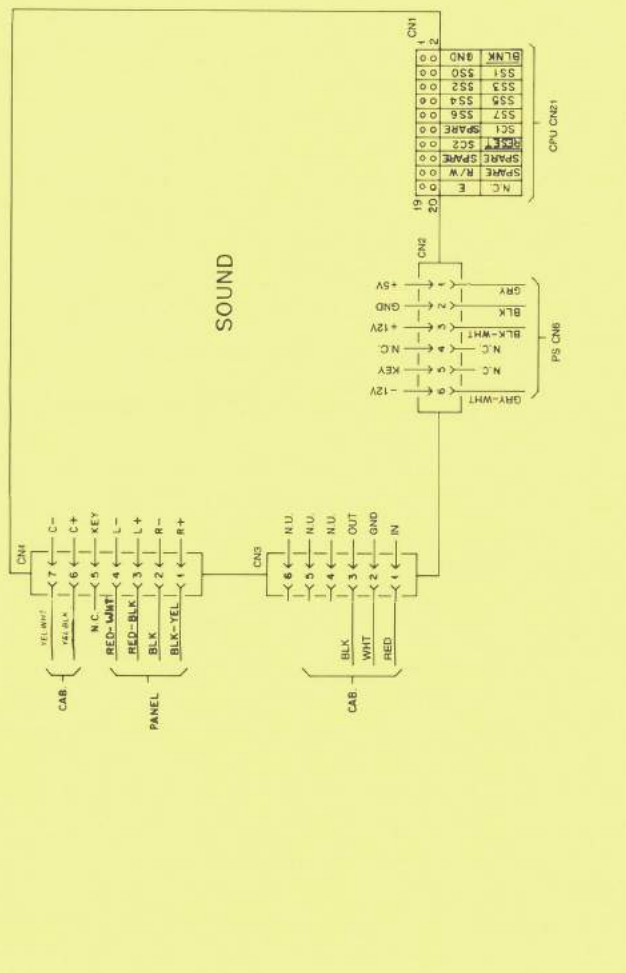 SOUND
CN1
1 2
GND BLNK
SS0 SS1
SS2 SS3
SS4 SS5
SS6 SS7
SPARE SC1
SC2 RESET
SPARE SPARE
R/W SPARE
E N.C.
19 20
CPU CN21
CN2
+5V 1 GRY
GND 2 BLK
+12V 3 BLK-WHT
N.C. 4 N.C.
KEY 5 N.C.
-12V 6 GRY-WHT
PS CN6
CN4
YEL-WHT 7 C-
YEL-BLK 6 C+
N.C. 5 KEY
RED-WHT 4 L-
RED-BLK 3 L+
BLK 2 R-
BLK-YEL 1 R+
CAB.
PANEL
CN3
6 N.U.
5 N.U.
4 N.U.
BLK 3 OUT
WHT 2 GND
RED 1 IN
CAB.